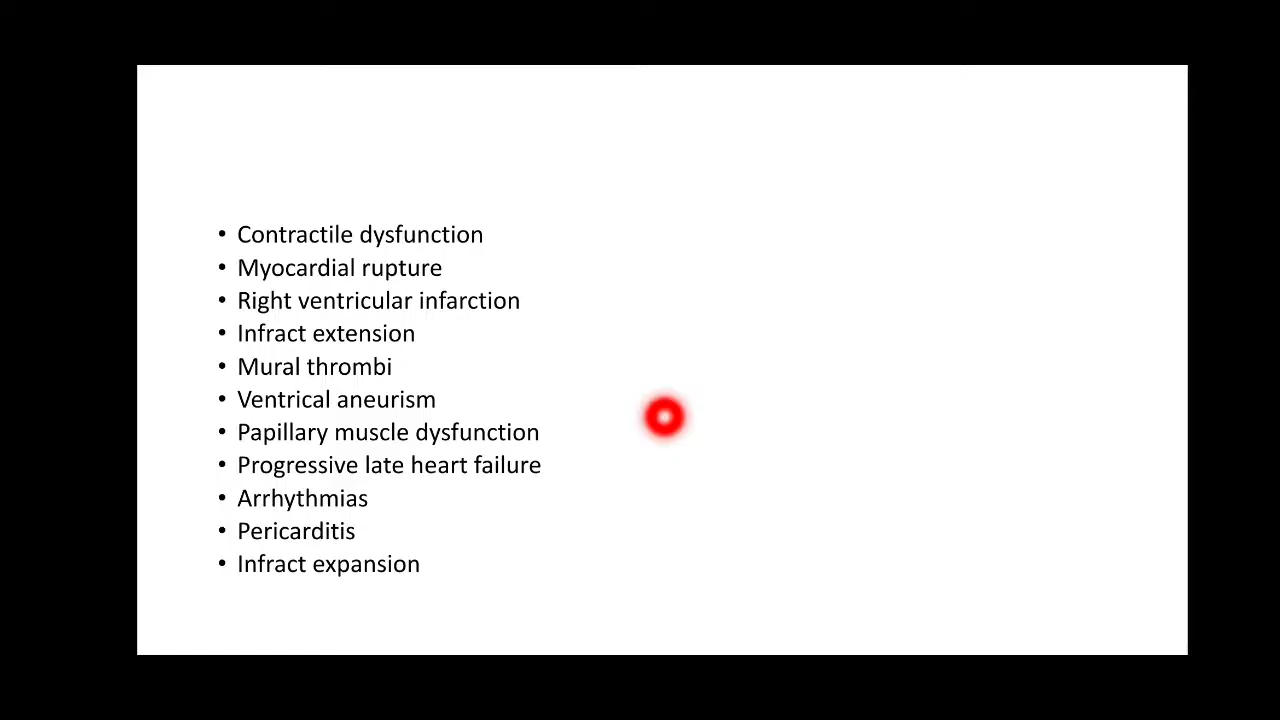 • Contractile dysfunction
• Myocardial rupture
• Right ventricular infarction
• Infract extension
• Mural thrombi
• Ventrical aneurism
• Papillary muscle dysfunction
• Progressive late heart failure
• Arrhythmias
• Pericarditis
• Infract expansion